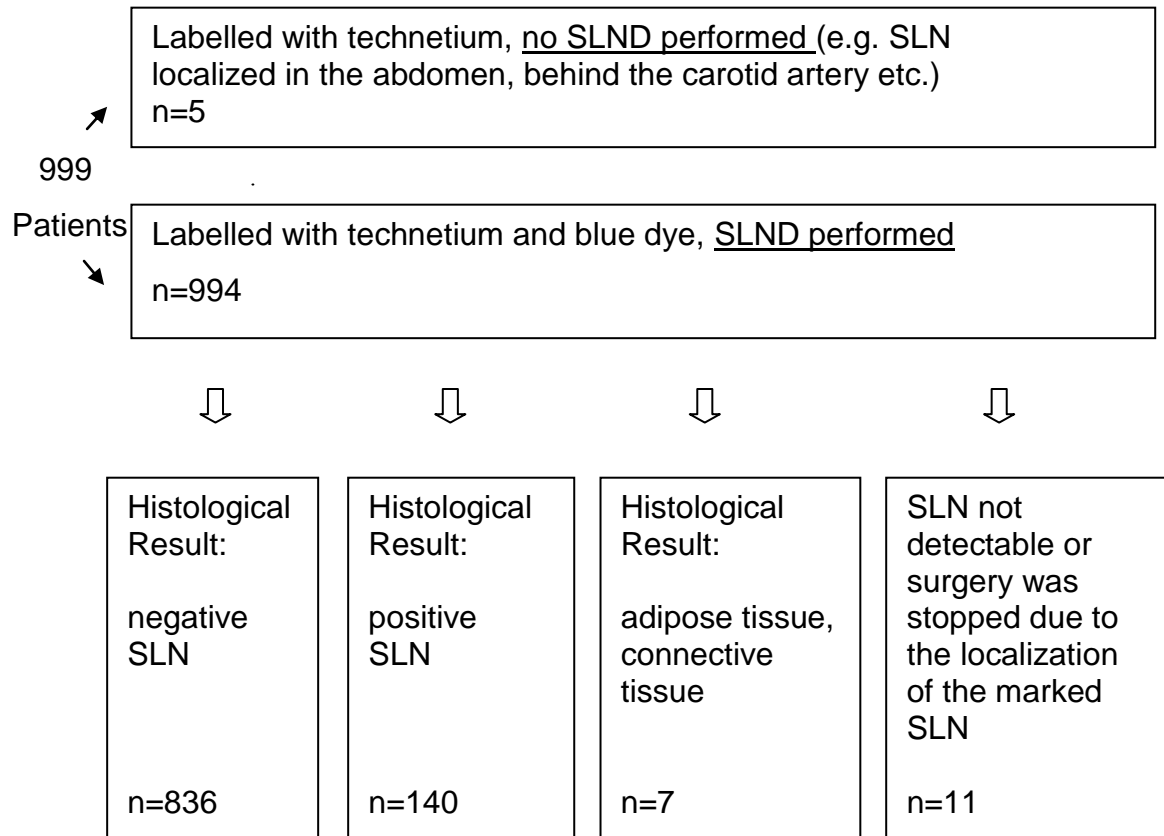 Labelled with technetium, no SLND performed (e.g. SLN
localized in the abdomen, behind the carotid artery etc.)
n=5
999
Patients
Labelled with technetium and blue dye, SLND performed
n=994
Histological
Result:
negative
SLN
n=836
Histological
Result:
positive
SLN
n=140
Histological
Result:
adipose tissue,
connective
tissue
n=7
SLN not
detectable or
surgery was
stopped due to
the localization
of the marked
SLN
n=11